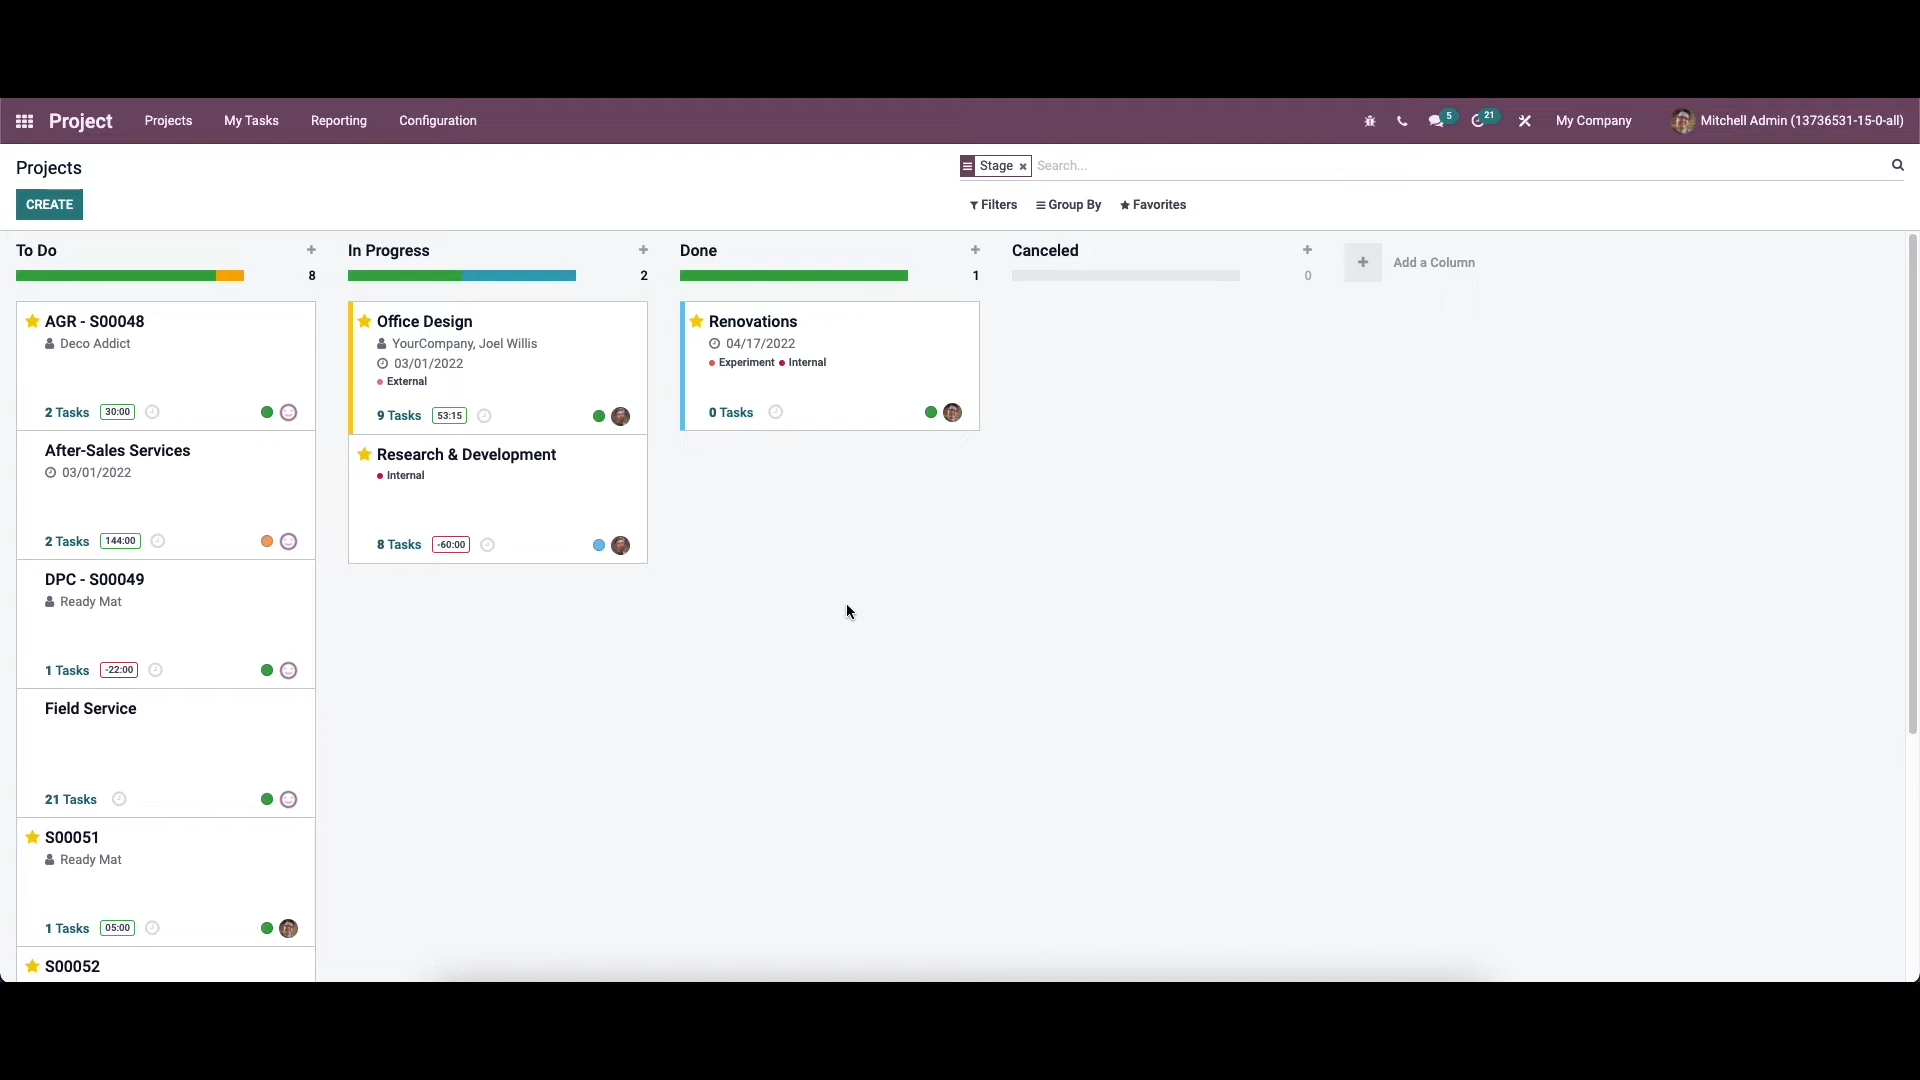 Project Projects My Tasks Reporting Configuration 5 21 My Company Mitchell Admin (13736531-15-0-all)
Projects
Stage Search...
CREATE
Filters Group By Favorites
To Do
8
AGR - S00048
Deco Addict
2 Tasks 30:00
After-Sales Services
03/01/2022
2 Tasks 144:00
DPC - S00049
Ready Mat
1 Tasks -22:00
Field Service
21 Tasks
S00051
Ready Mat
1 Tasks 05:00
S00052
In Progress
2
Office Design
YourCompany, Joel Willis
03/01/2022
External
9 Tasks 53:15
Research & Development
Internal
8 Tasks -60:00
Done
1
Renovations
04/17/2022
Experiment Internal
0 Tasks
Canceled
0
Add a Column